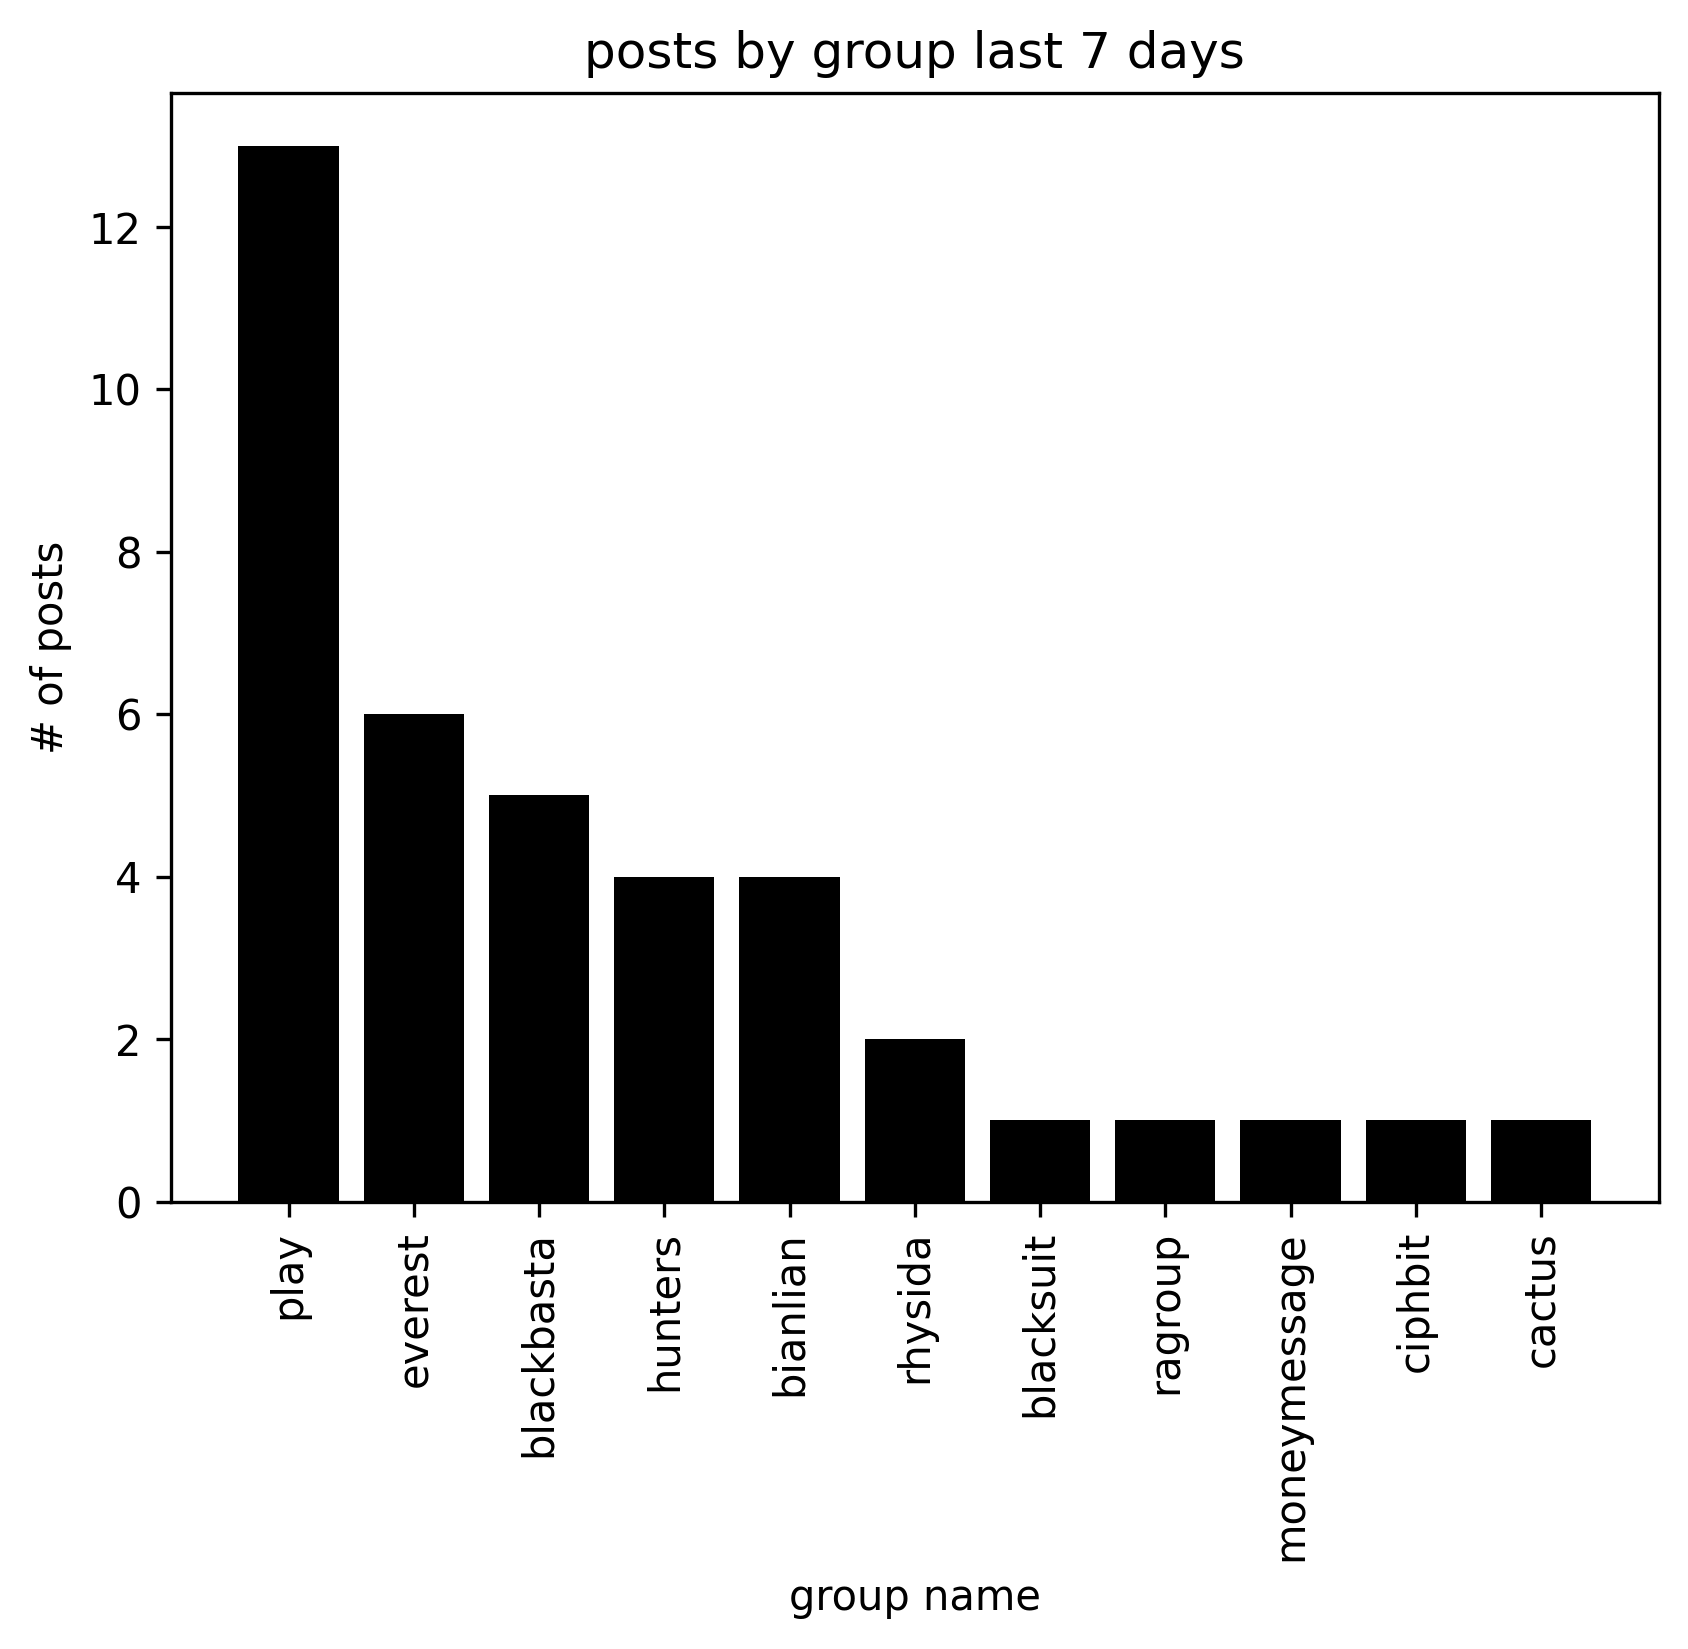 posts by group last 7 days
# of posts
12
10
8
6
4
2
0
play
everest
blackbasta
hunters
bianlian
rhysida
blacksuit
ragroup
moneymessage
ciphbit
cactus
group name